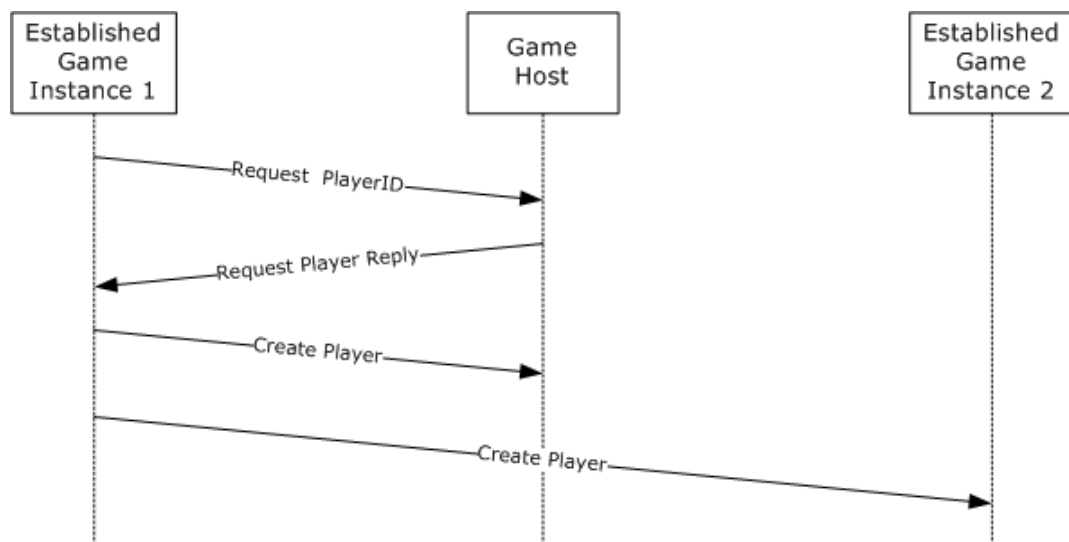 Established
Game
Instance 1
Game
Host
Established
Game
Instance 2
Request PlayerID
Request Player Reply
Create Player
Create Player